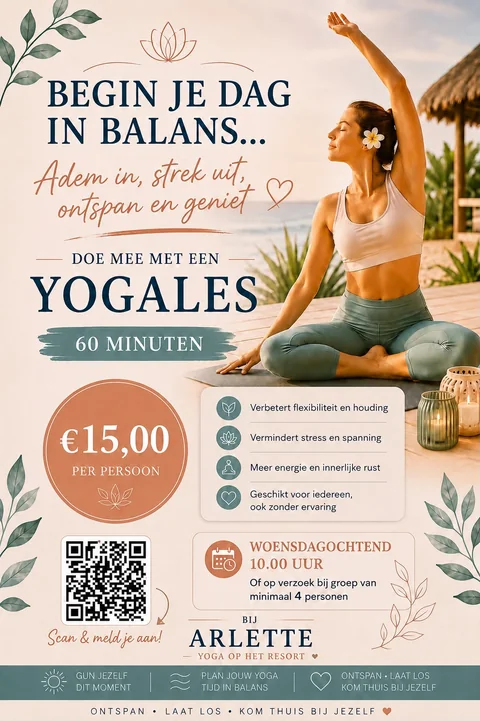 BEGIN JE DAG
IN BALANS...
Adem in, strek uit,
ontspan en geniet
DOE MEE MET EEN
YOGALES
60 MINUTEN
€15,00
PER PERSOON
Verbetert flexibiliteit en houding
Vermindert stress en spanning
Meer energie en innerlijke rust
Geschikt voor iedereen,
ook zonder ervaring
WOENSDAGOCHTEND
10.00 UUR
Of op verzoek bij groep van
minimaal 4 personen
Scan & meld je aan!
BIJ
ARLETTE
YOGA OP HET RESORT
GUN JEZELF
DIT MOMENT
PLAN JOUW YOGA
TIJD IN BALANS
ONTSPAN • LAAT LOS
KOM THUIS BIJ JEZELF
ONTSPAN • LAAT LOS • KOM THUIS BIJ JEZELF